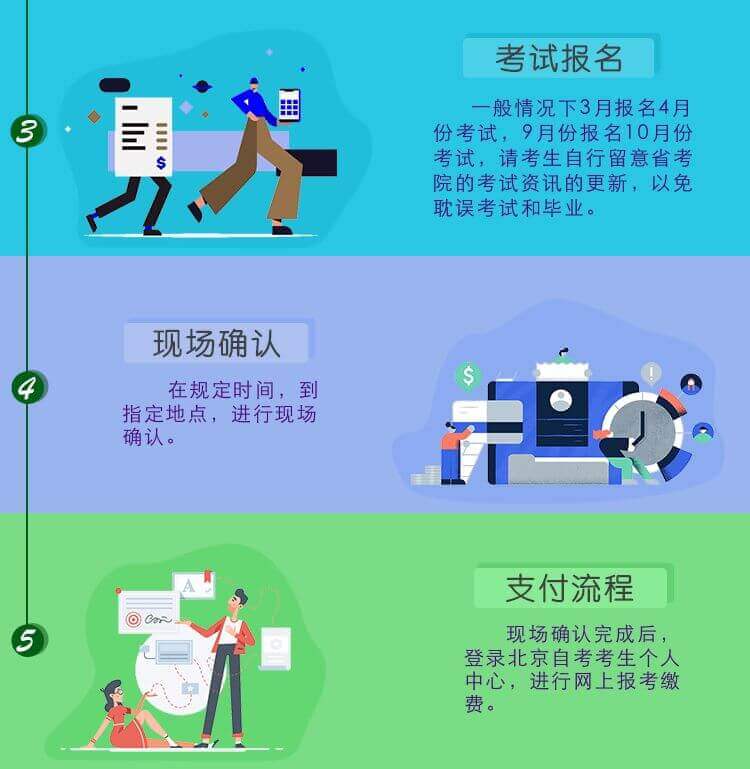 考试报名
3
一般情况下3月报名4月
份考试，9月份报名10月份
考试，请考生自行留意省考
院的考试资讯的更新，以免
耽误考试和毕业。
$
现场确认
4
在规定时间，到
指定地点，进行现场
确认。
$
!
支付流程
5
A
现场确认完成后，
登录北京自考考生个人
中心，进行网上报考缴
费。